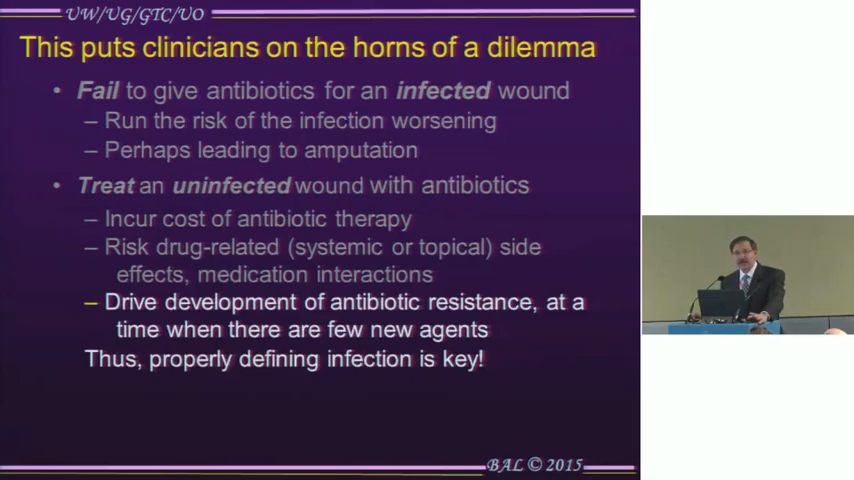 UW/UG/GTC/UO
This puts clinicians on the horns of a dilemma
• Fail to give antibiotics for an infected wound
– Run the risk of the infection worsening
– Perhaps leading to amputation
• Treat an uninfected wound with antibiotics
– Incur cost of antibiotic therapy
– Risk drug-related (systemic or topical) side
effects, medication interactions
– Drive development of antibiotic resistance, at a
time when there are few new agents
Thus, properly defining infection is key!
BAL © 2015